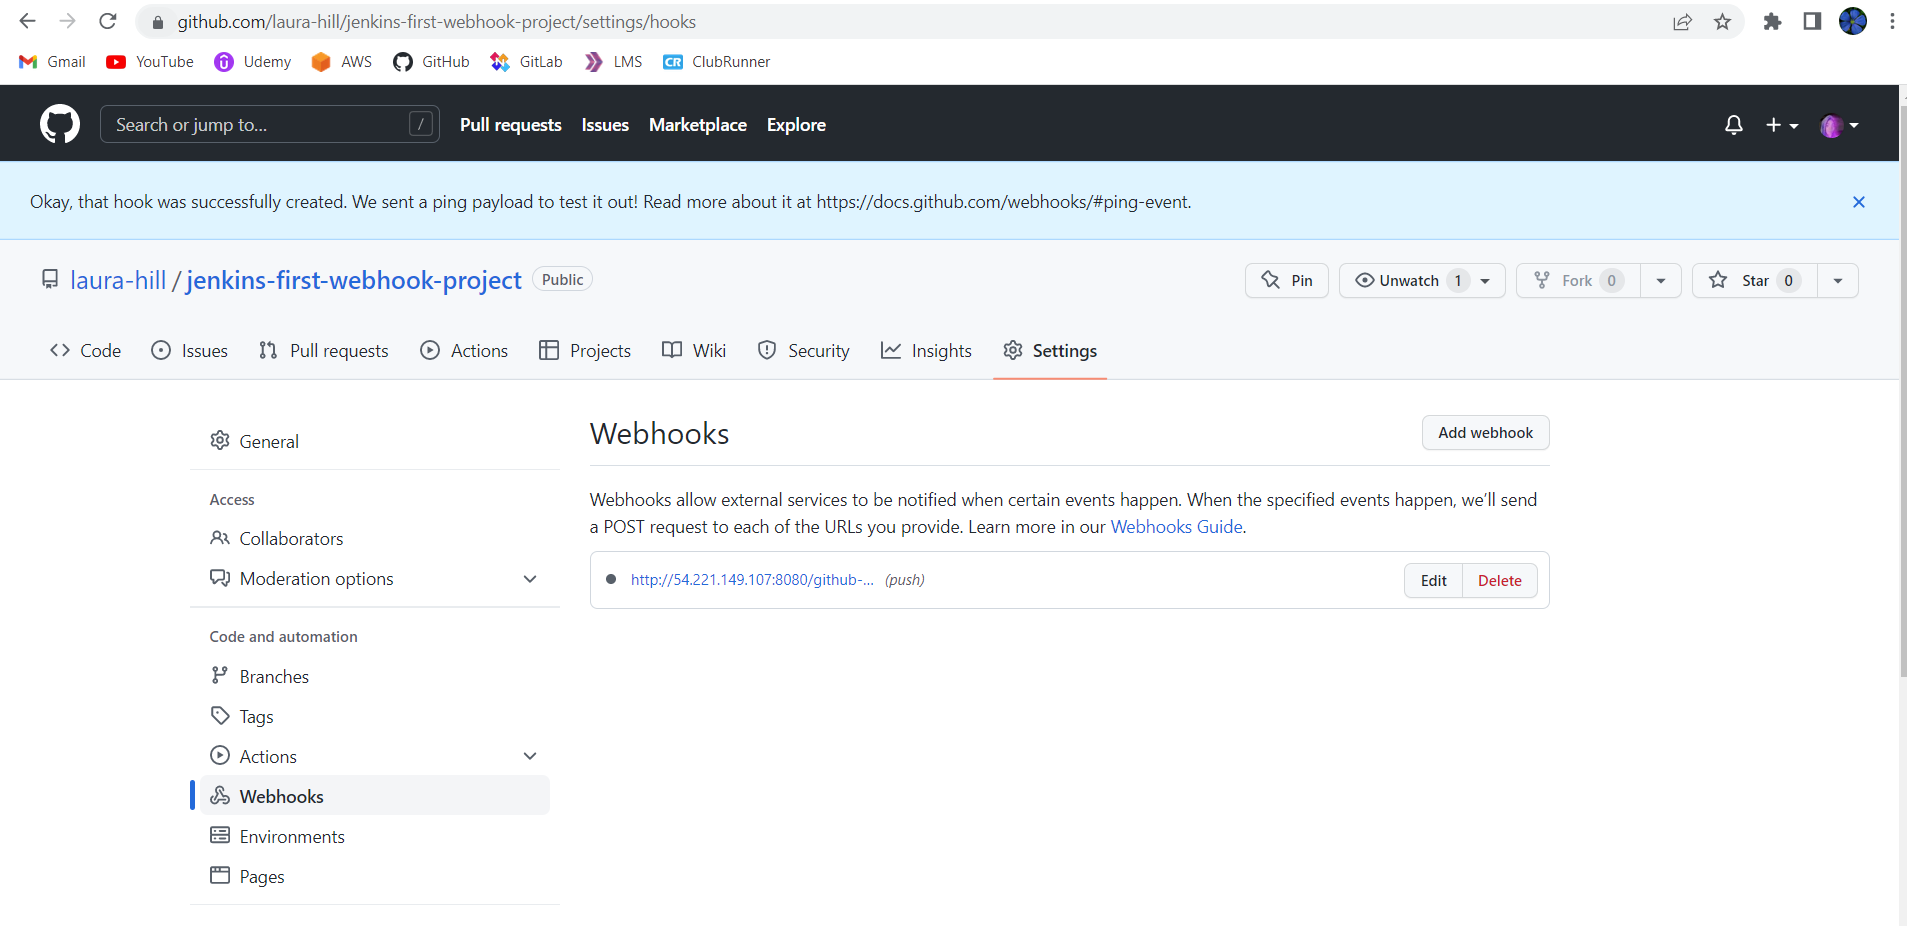 github.com/laura-hill/jenkins-first-webhook-project/settings/hooks
Gmail YouTube Udemy AWS GitHub GitLab LMS CR ClubRunner
Search or jump to... / Pull requests Issues Marketplace Explore
Okay, that hook was successfully created. We sent a ping payload to test it out! Read more about it at https://docs.github.com/webhooks/#ping-event.
laura-hill / jenkins-first-webhook-project Public Pin Unwatch 1 Fork 0 Star 0
Code Issues Pull requests Actions Projects Wiki Security Insights Settings
General
Access
Collaborators
Moderation options
Code and automation
Branches
Tags
Actions
Webhooks
Environments
Pages
Webhooks Add webhook
Webhooks allow external services to be notified when certain events happen. When the specified events happen, we’ll send
a POST request to each of the URLs you provide. Learn more in our Webhooks Guide.
http://54.221.149.107:8080/github-... (push) Edit Delete